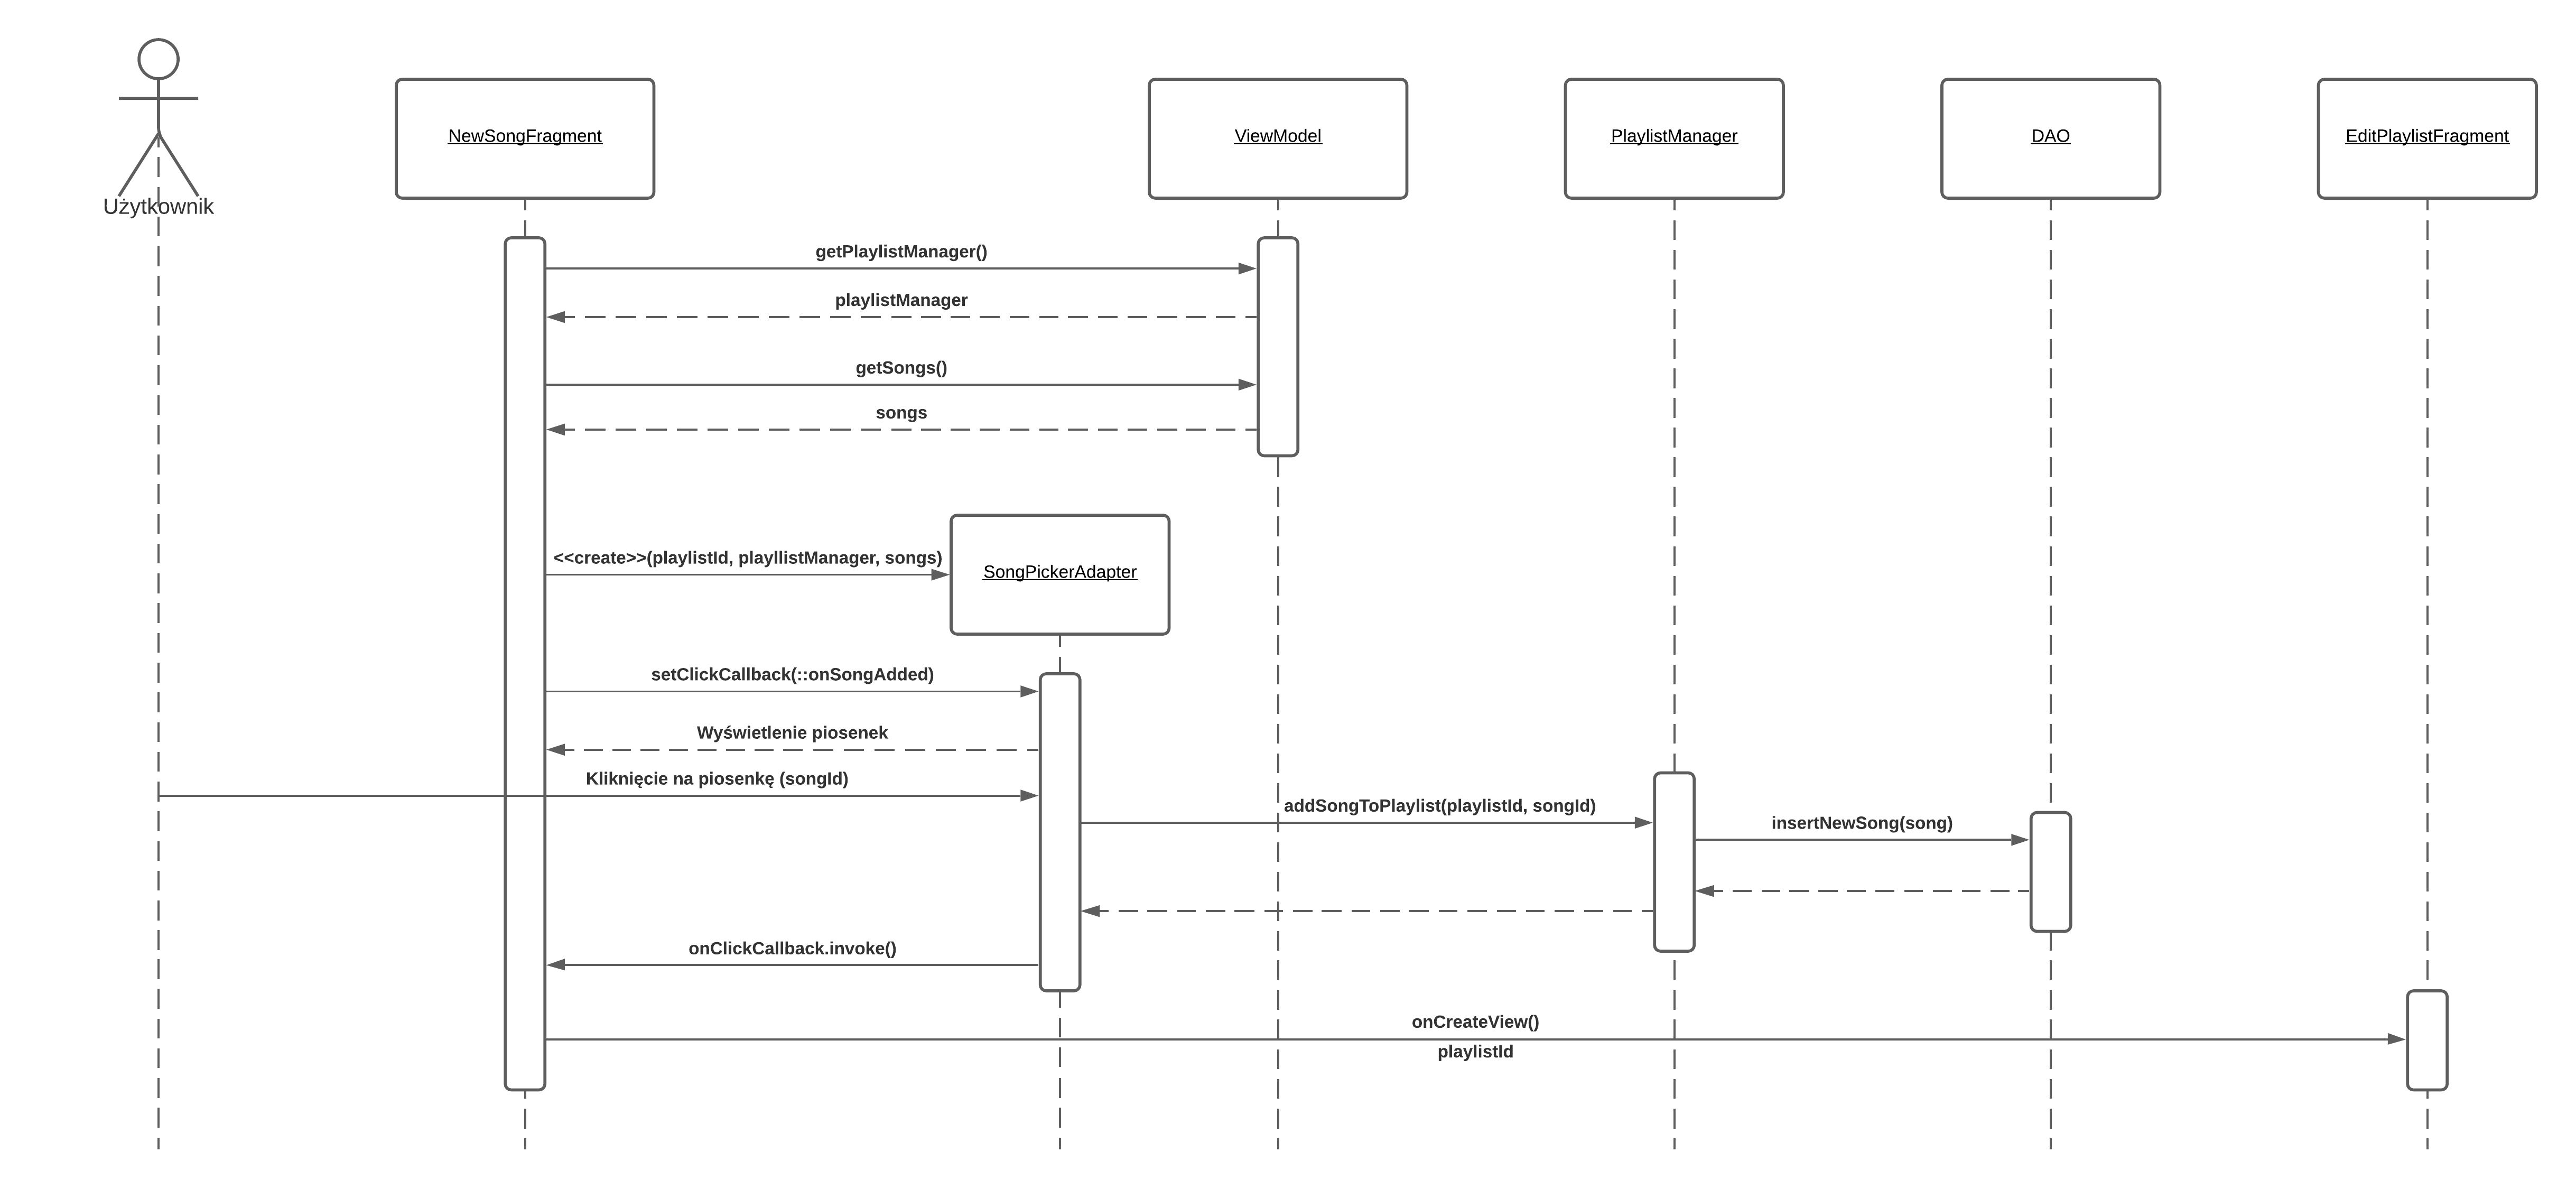 Użytkownik
NewSongFragment
ViewModel
PlaylistManager
DAO
EditPlaylistFragment
getPlaylistManager()
playlistManager
getSongs()
songs
<<create>>(playlistId, playllistManager, songs)
SongPickerAdapter
setClickCallback(::onSongAdded)
Wyświetlenie piosenek
Kliknięcie na piosenkę (songId)
addSongToPlaylist(playlistId, songId)
insertNewSong(song)
onClickCallback.invoke()
onCreateView()
playlistId